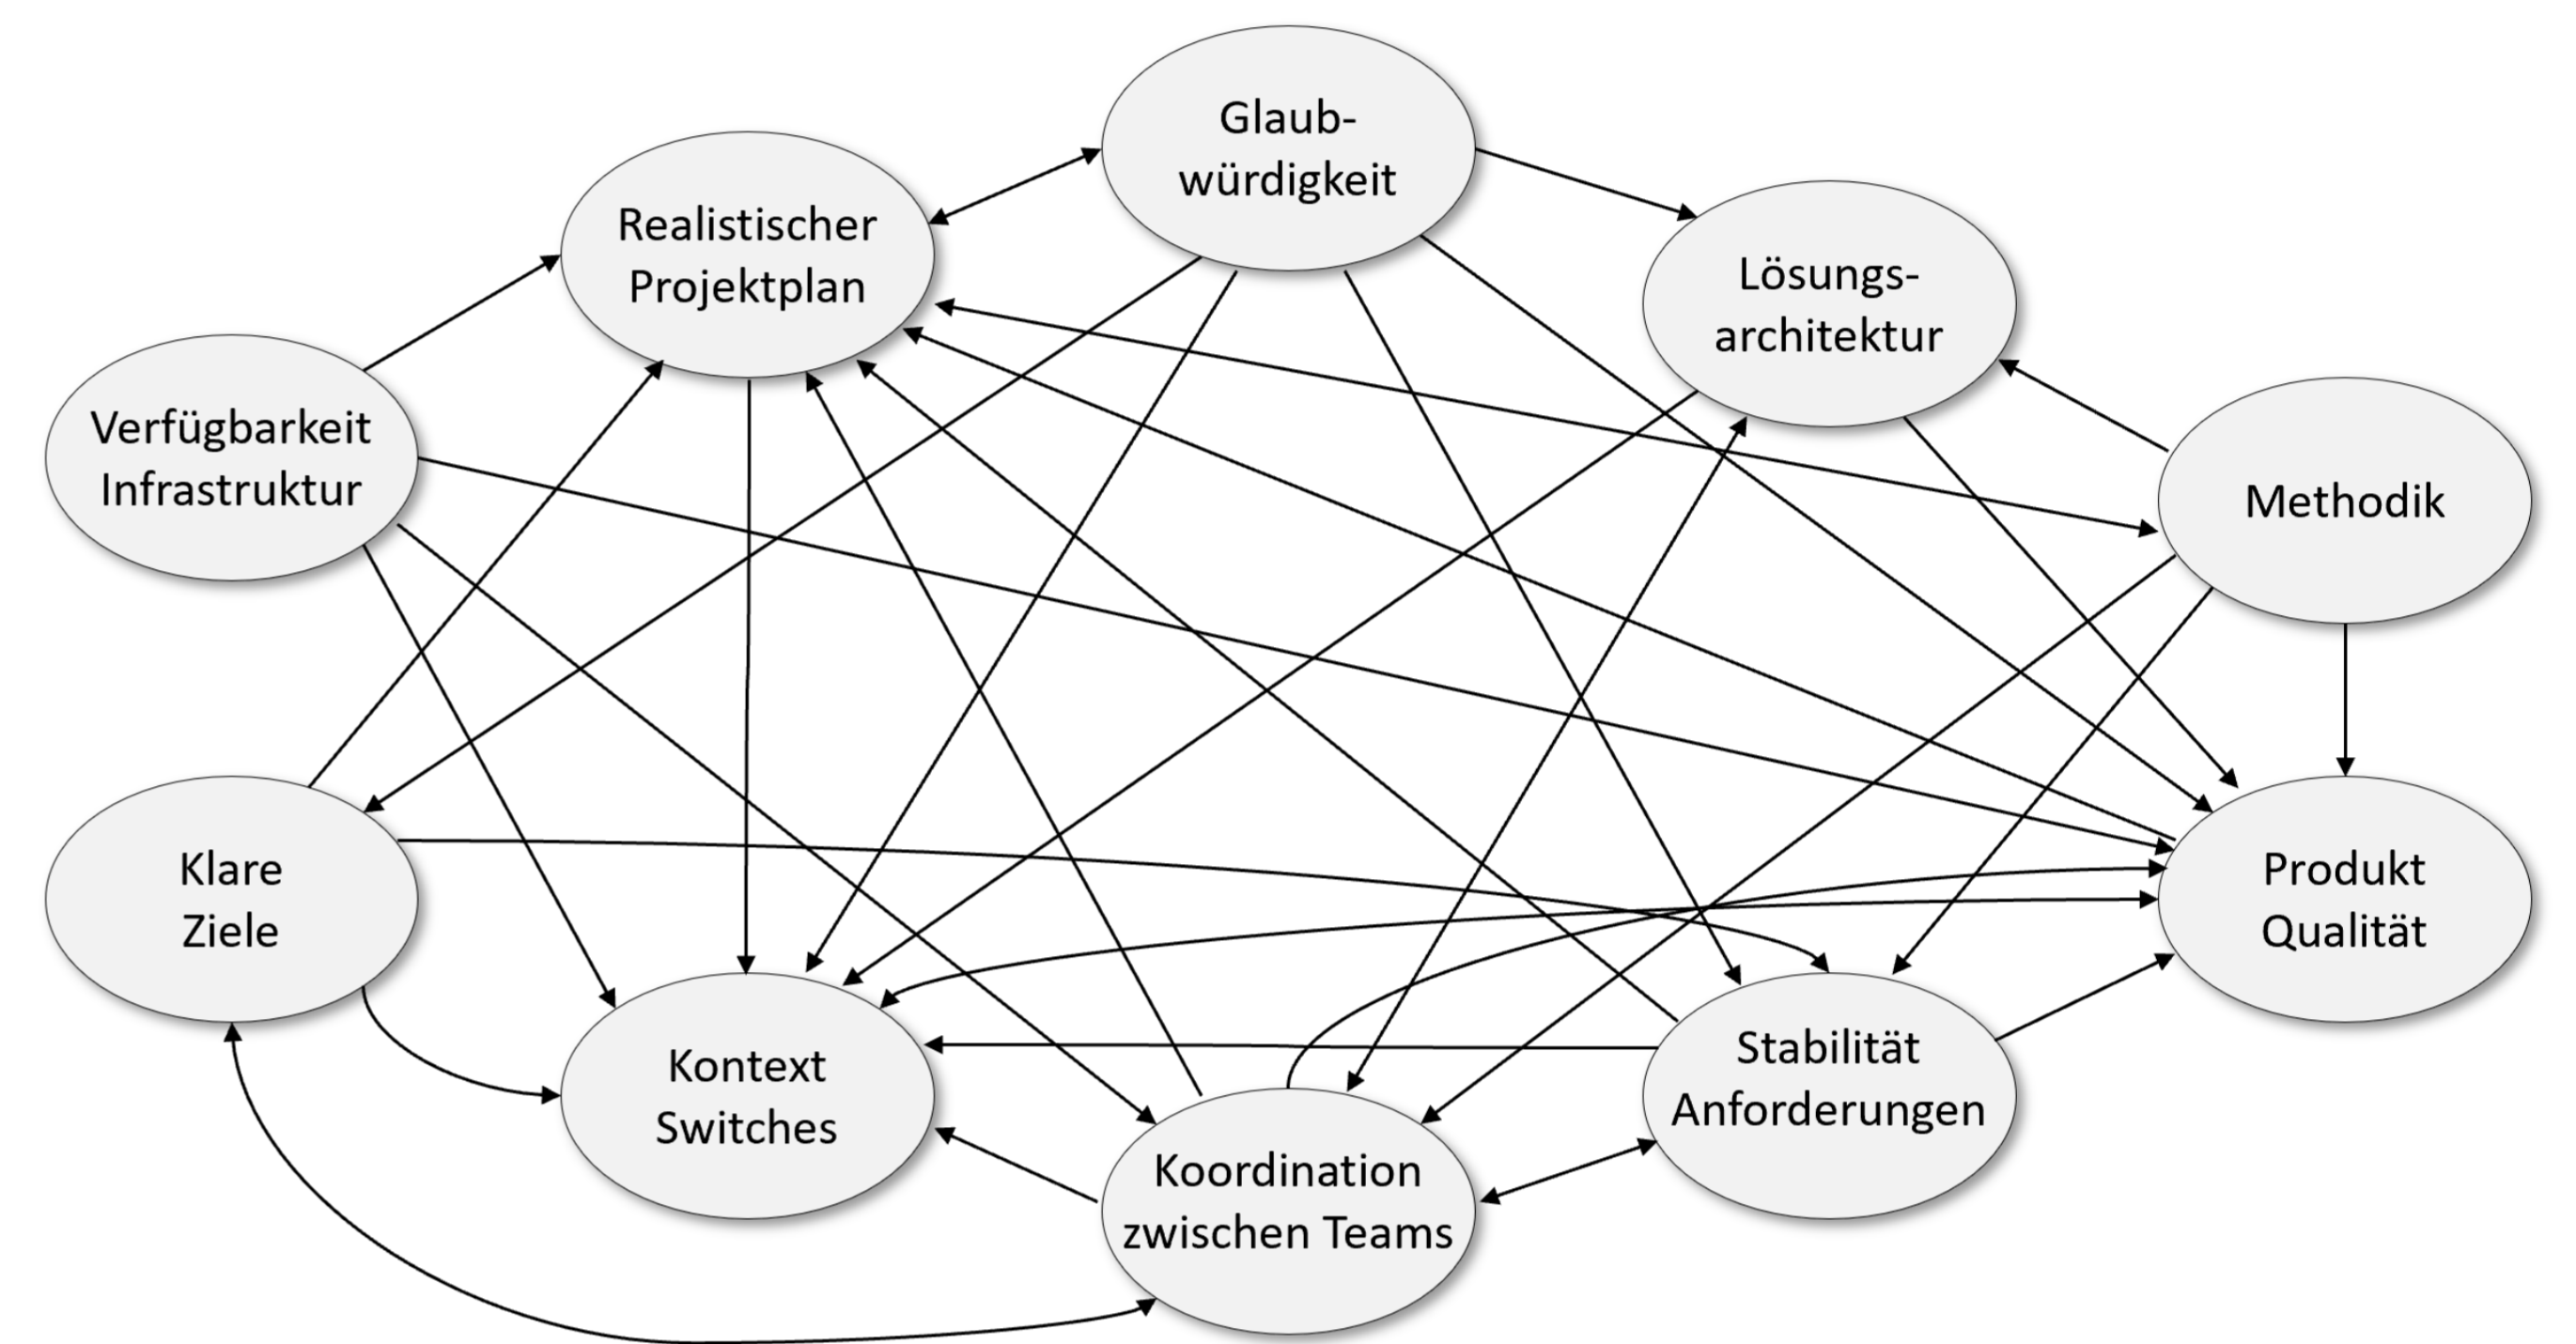 Glaub-
würdigkeit
Realistischer
Projektplan
Lösungs-
architektur
Verfügbarkeit
Infrastruktur
Methodik
Klare
Ziele
Produkt
Qualität
Kontext
Switches
Stabilität
Anforderungen
Koordination
zwischen Teams